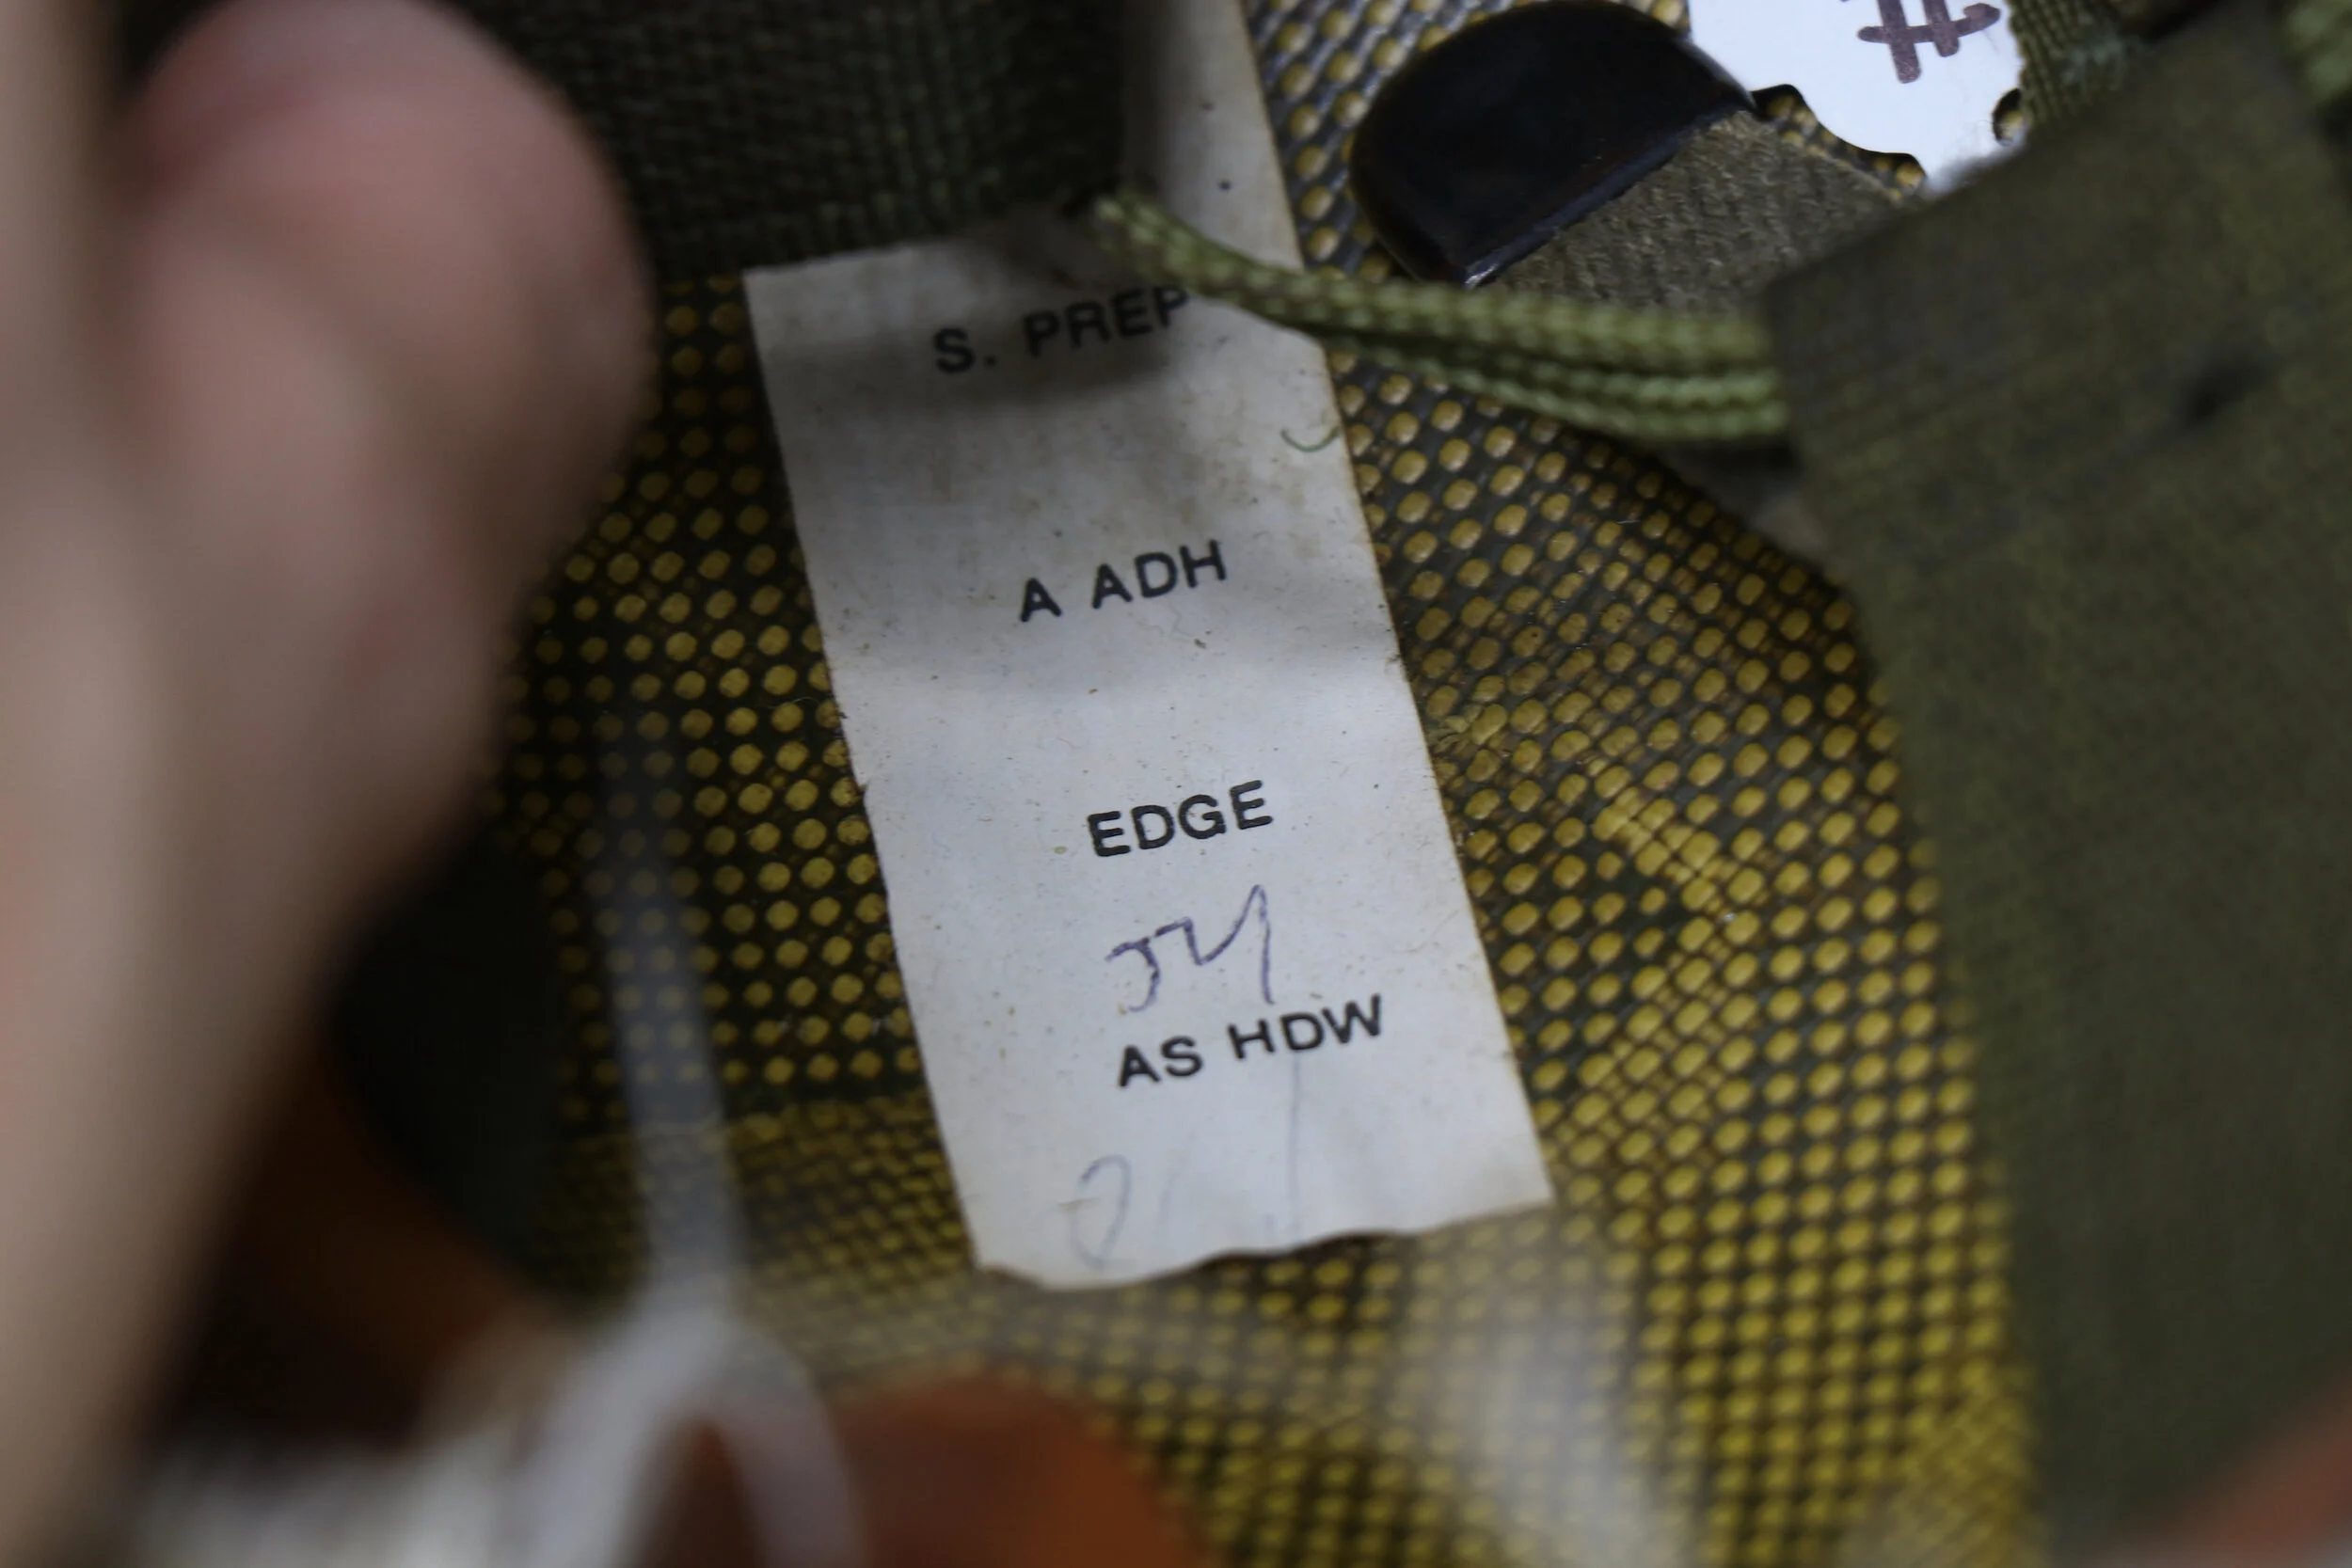 #
S. PREP
A ADH
EDGE
AS HDW